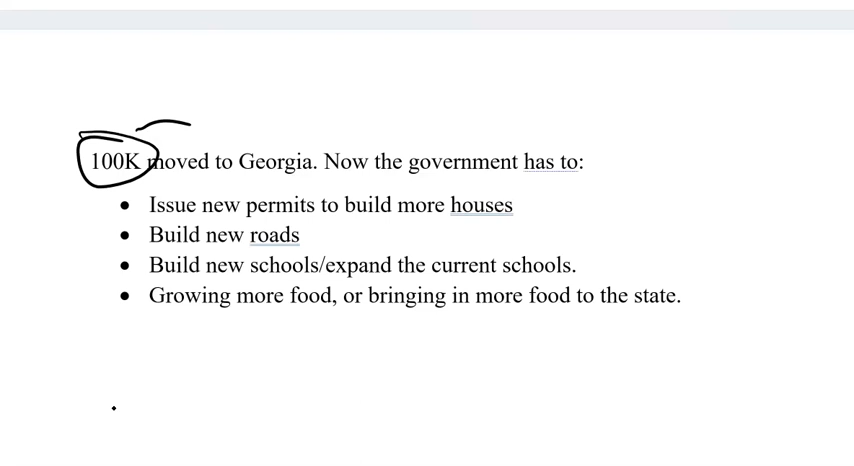 100K moved to Georgia. Now the government has to:
• Issue new permits to build more houses
• Build new roads
• Build new schools/expand the current schools.
• Growing more food, or bringing in more food to the state.